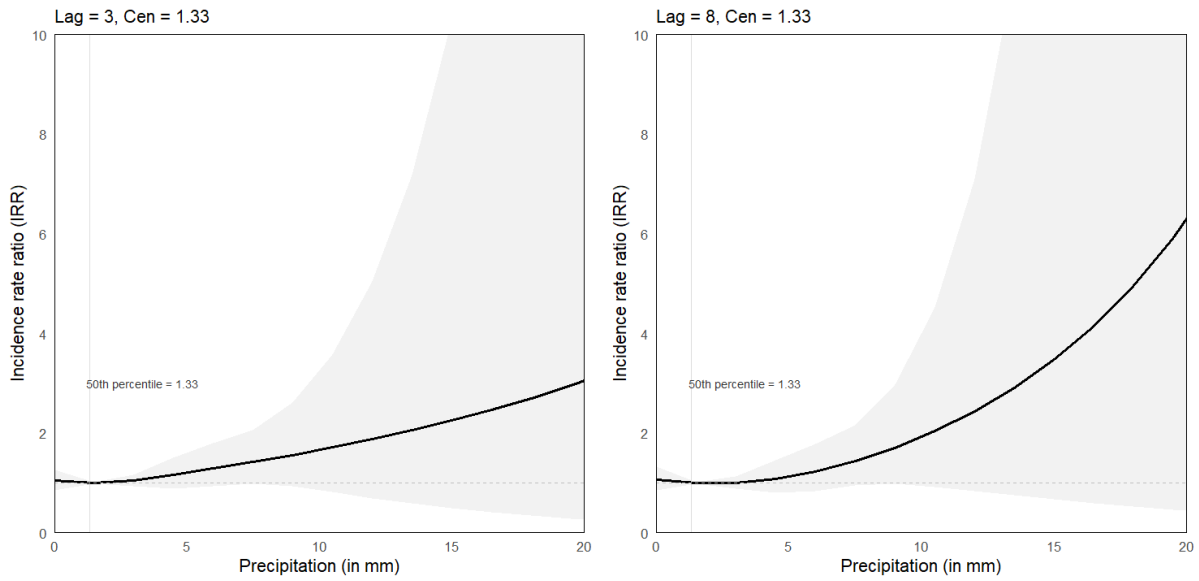 Lag = 3, Cen = 1.33
Incidence rate ratio (IRR)
10
8
6
4
2
0
50th percentile = 1.33
0 5 10 15 20
Precipitation (in mm)
Lag = 8, Cen = 1.33
Incidence rate ratio (IRR)
10
8
6
4
2
0
50th percentile = 1.33
0 5 10 15 20
Precipitation (in mm)